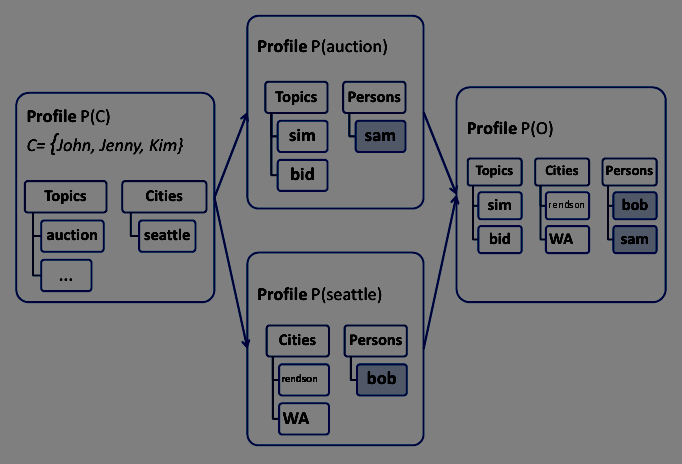 Profile P(C)
C= {John, Jenny, Kim}
Topics
auction
...
Cities
seattle
Profile P(auction)
Topics
sim
bid
Persons
sam
Profile P(seattle)
Cities
rendson
WA
Persons
bob
Profile P(O)
Topics
sim
bid
Cities
rendson
WA
Persons
bob
sam